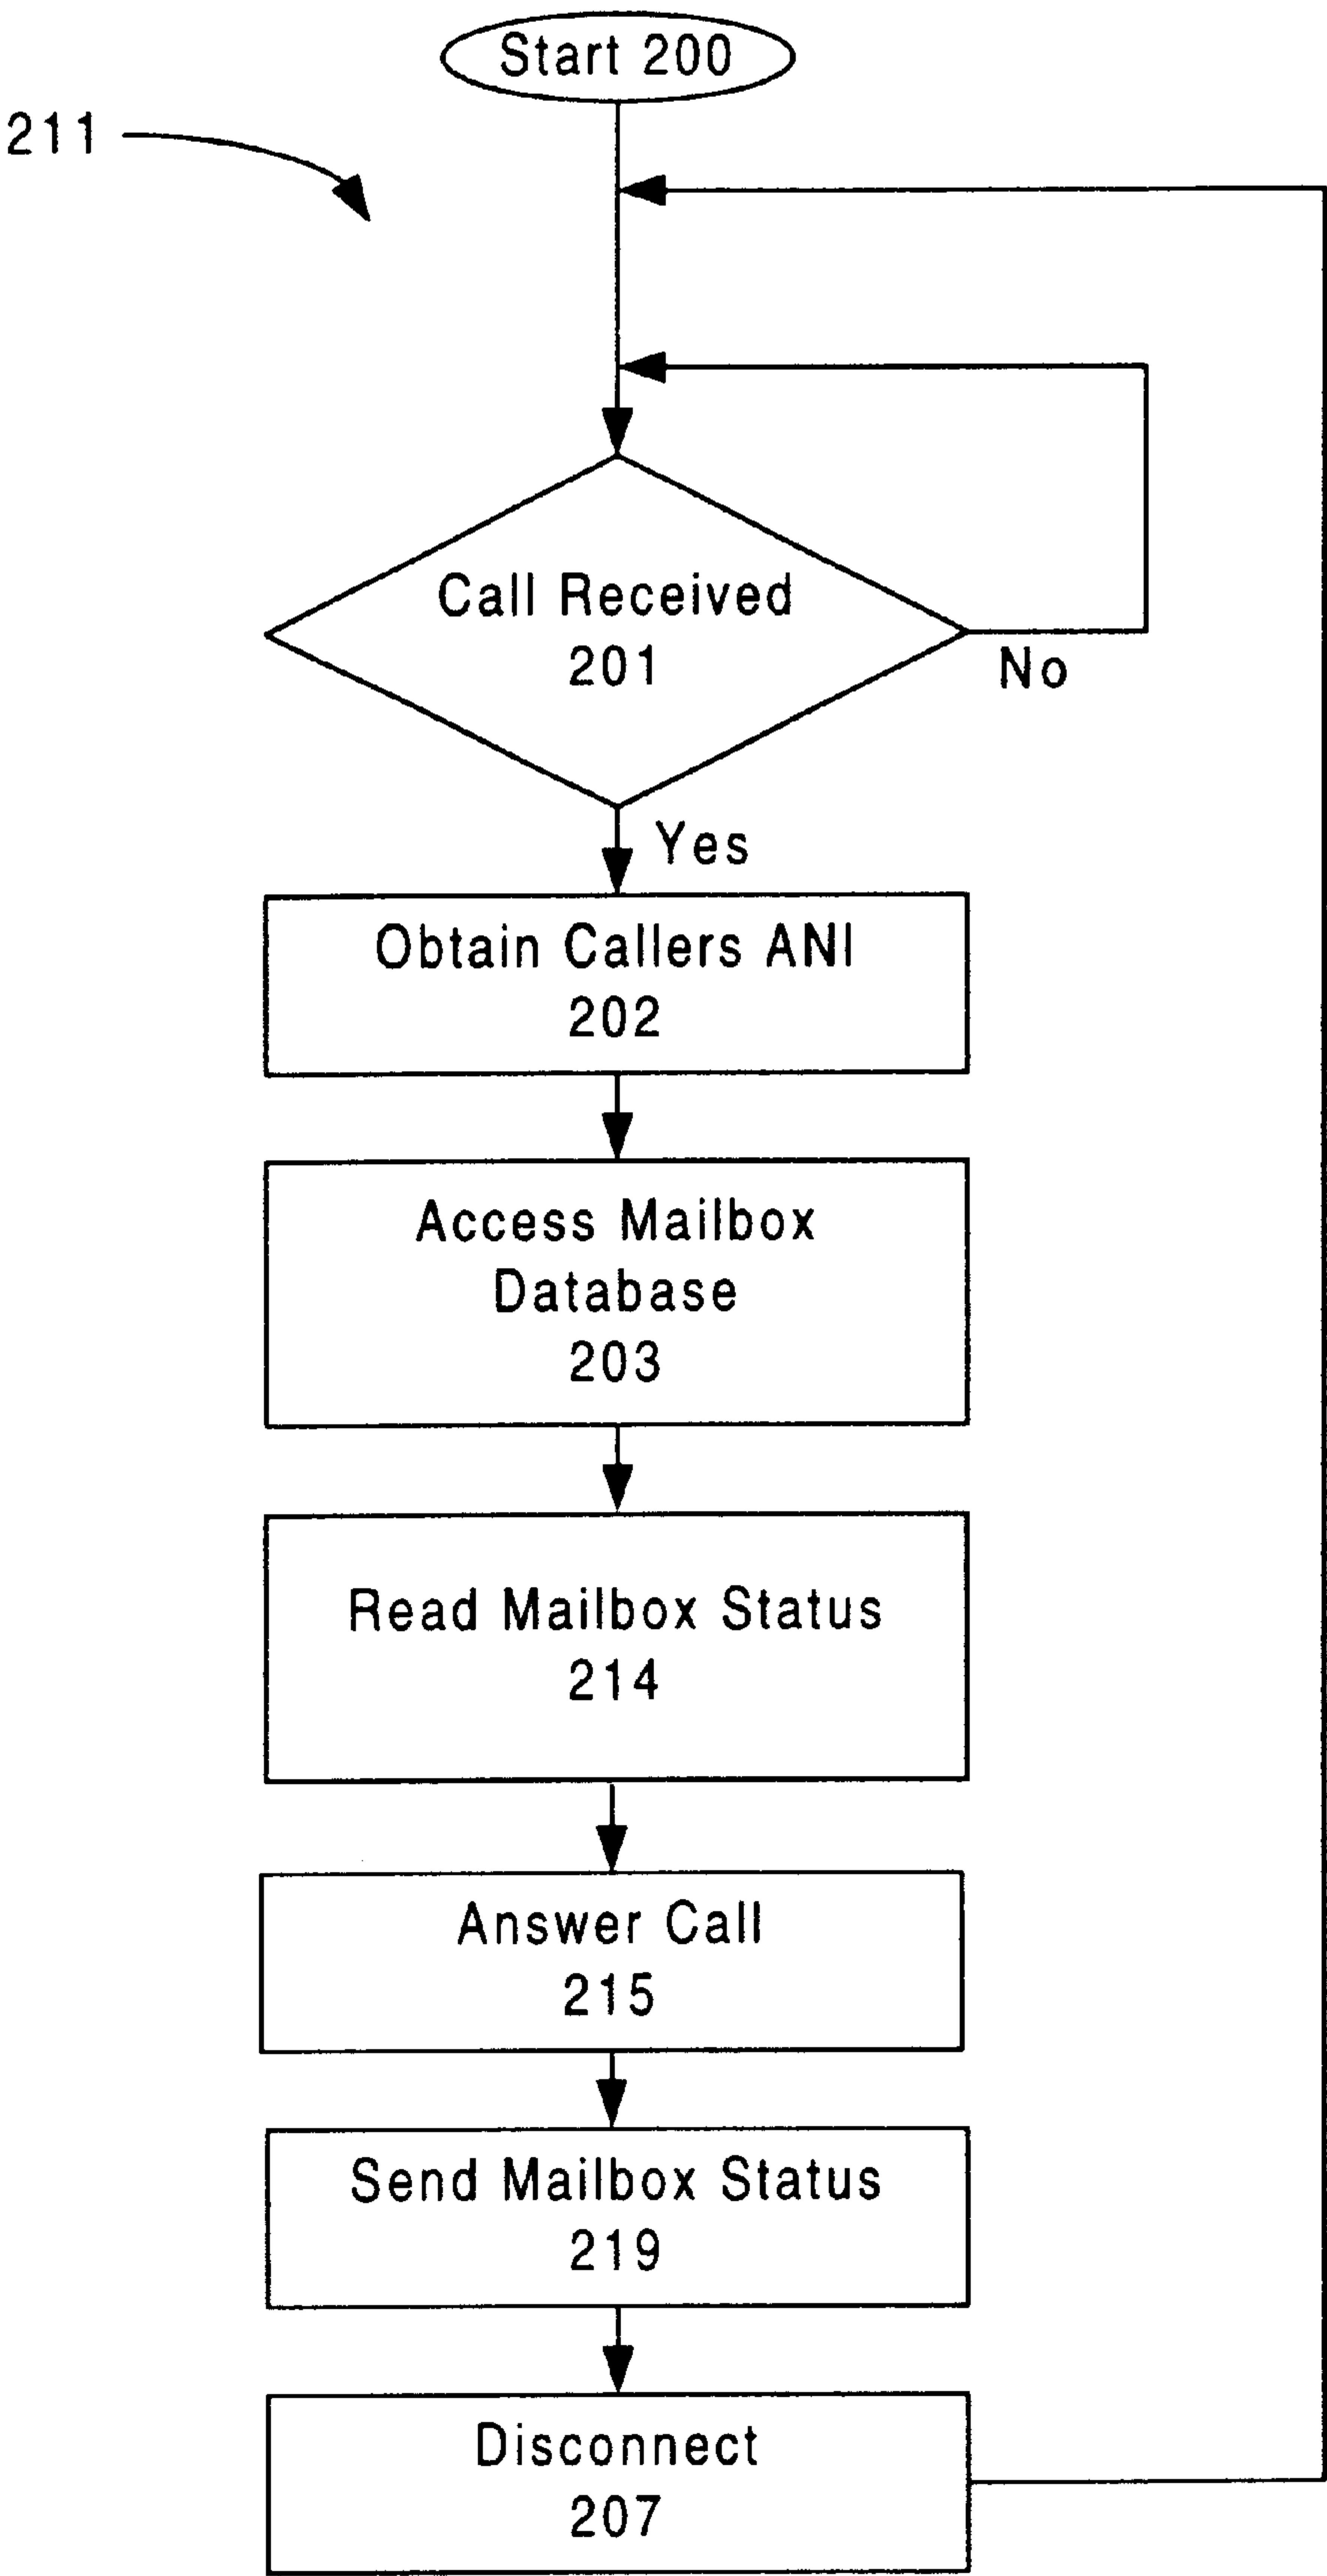 Start 200
211
Call Received
201
No
Yes
Obtain Callers ANI
202
Access Mailbox
Database
203
Read Mailbox Status
214
Answer Call
215
Send Mailbox Status
219
Disconnect
207